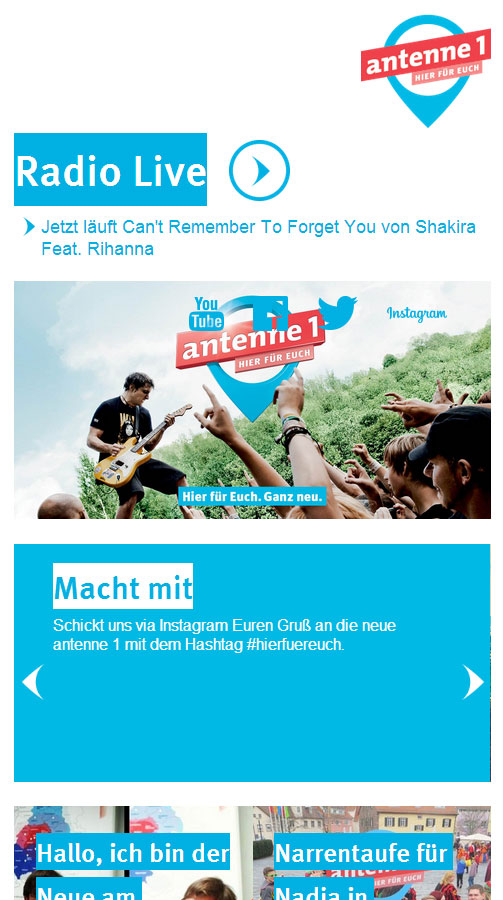 antenne 1
HIER FÜR EUCH
Radio Live
Jetzt läuft Can't Remember To Forget You von Shakira
Feat. Rihanna
You
Tube
Instagram
antenne 1
HIER FÜR EUCH
Hier für Euch. Ganz neu.
Macht mit
Schickt uns via Instagram Euren Gruß an die neue
antenne 1 mit dem Hashtag #hierfuereuch.
Hallo, ich bin der
Neue am
Narrentaufe für
Nadja in